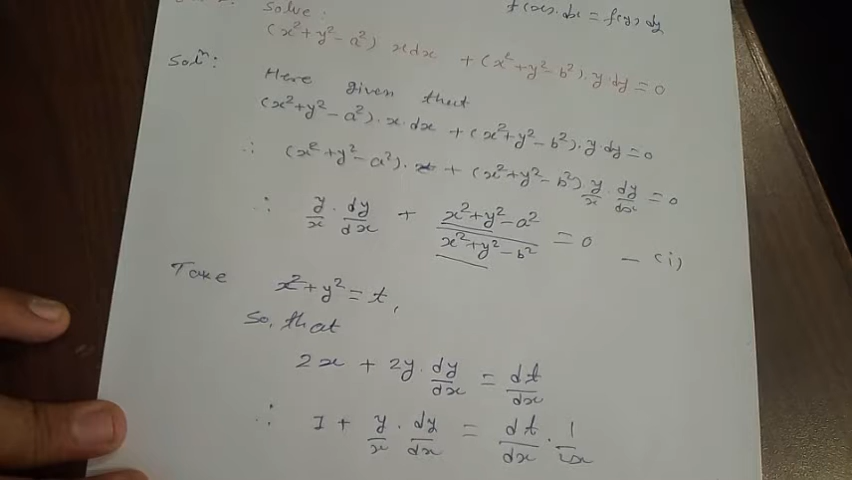 Solve:
f(x).dx = f(y) dy
(x²+y²-a²) xdx + (x²+y²-b²).y dy = 0
Solⁿ:
Here given that
(x²+y²-a²).x.dx + (x²+y²-b²).y dy = 0
∴ (x²+y²-a²). + (x²+y²-b²) y/x . dy/dx = 0
∴ y/x . dy/dx + (x²+y²-a²)/(x²+y²-b²) = 0 - (i)
Take x²+y² = t,
So, that
2x + 2y. dy/dx = dt/dx
∴ 1 + y/x . dy/dx = dt/dx . 1/2x